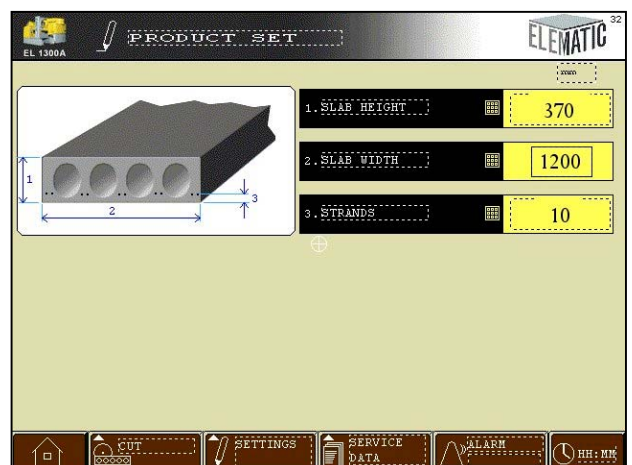 32
EL 1300A
PRODUCT SET
ELEMATIC
mm
1. SLAB HEIGHT 370
2. SLAB WIDTH 1200
3. STRANDS 10
1
2
3
CUT
SETTINGS
SERVICE DATA
ALARM
HH:MM